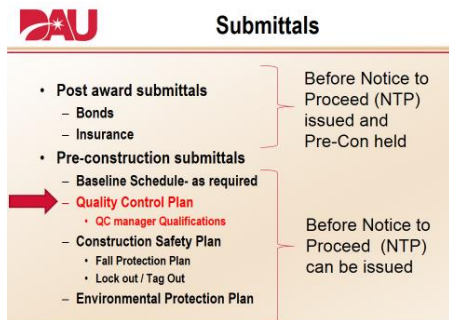 DAU
Submittals
• Post award submittals
– Bonds
– Insurance
Before Notice to
Proceed (NTP)
issued and
Pre-Con held
• Pre-construction submittals
– Baseline Schedule- as required
– Quality Control Plan
• QC manager Qualifications
– Construction Safety Plan
• Fall Protection Plan
• Lock out / Tag Out
– Environmental Protection Plan
Before Notice to
Proceed (NTP)
can be issued